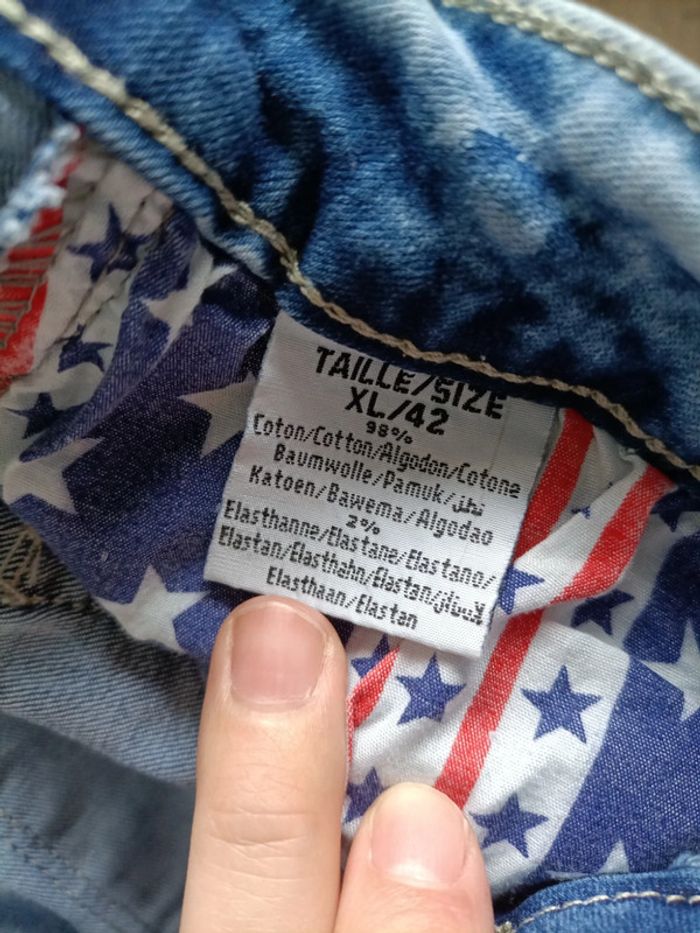 TAILLE/SIZE
XL/42
98%
Coton/Cotton/Algodon/Cotone
Baumwolle/Pamuk/قطن
Katoen/Bawema/Algodao
2%
Elasthanne/Elastane/Elastano/
Elastan/Elasthahn/Elastan/
Elasthaan/Elastan